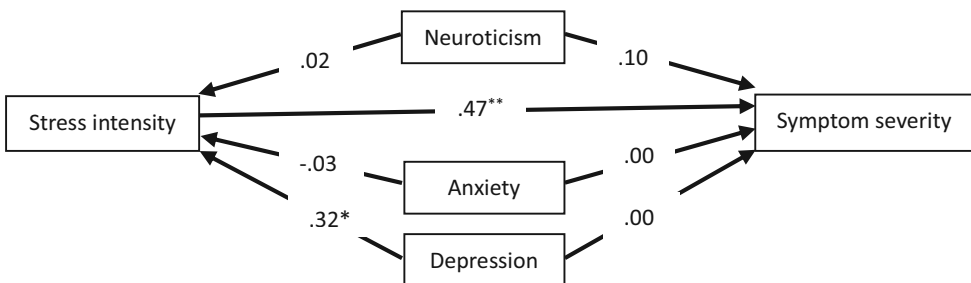 Neuroticism
.02
.10
Stress intensity
.47**
Symptom severity
-.03
Anxiety
.00
.32*
Depression
.00